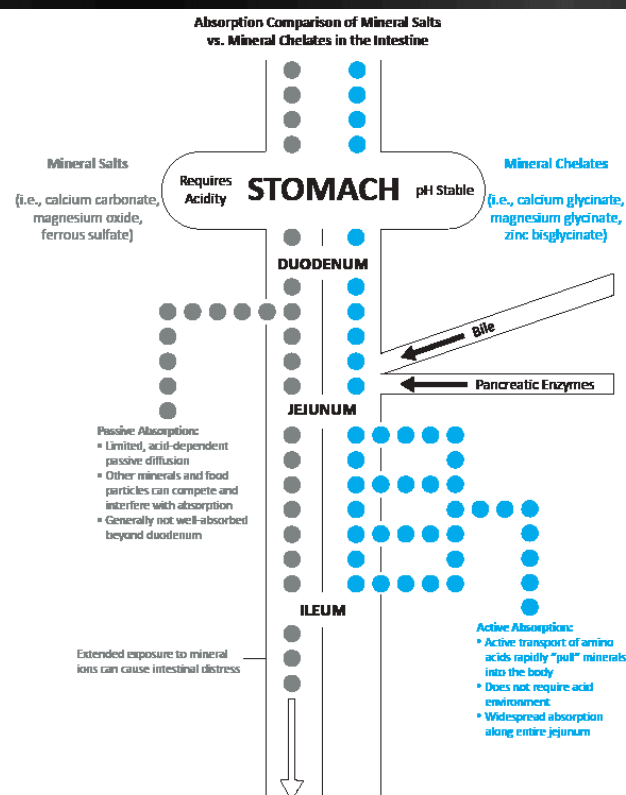 Absorption Comparison of Mineral Salts
vs. Mineral Chelates in the Intestine
Mineral Salts
(i.e., calcium carbonate,
magnesium oxide,
ferrous sulfate)
Requires
Acidity
STOMACH
pH Stable
Mineral Chelates
(i.e., calcium glycinate,
magnesium glycinate,
zinc bisglycinate)
DUODENUM
Bile
Pancreatic Enzymes
JEJUNUM
Passive Absorption:
• Limited, acid-dependent
passive diffusion
• Other minerals and food
particles can compete and
interfere with absorption
• Generally not well-absorbed
beyond duodenum
ILEUM
Extended exposure to mineral
ions can cause intestinal distress
Active Absorption:
• Active transport of amino
acids rapidly "pull" minerals
into the body
• Does not require acid
environment
• Widespread absorption
along entire jejunum